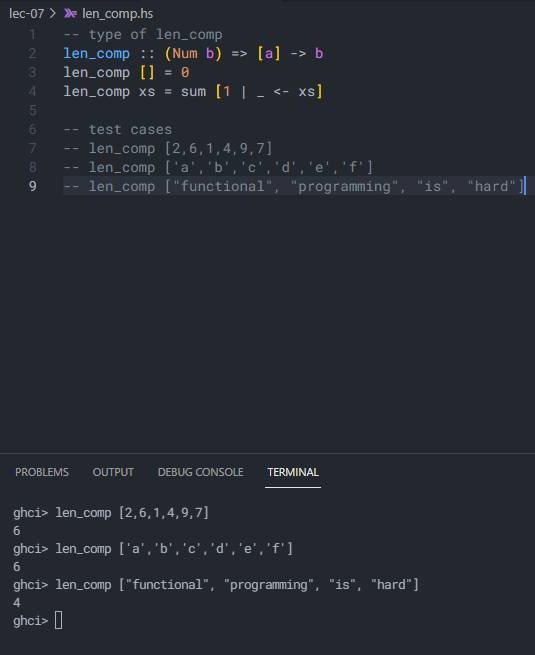 lec-07 > len_comp.hs
1 -- type of len_comp
2 len_comp :: (Num b) => [a] -> b
3 len_comp [] = 0
4 len_comp xs = sum [1 | _ <- xs]
5
6 -- test cases
7 -- len_comp [2,6,1,4,9,7]
8 -- len_comp ['a','b','c','d','e','f']
9 -- len_comp ["functional", "programming", "is", "hard"]
PROBLEMS OUTPUT DEBUG CONSOLE TERMINAL
ghci> len_comp [2,6,1,4,9,7]
6
ghci> len_comp ['a','b','c','d','e','f']
6
ghci> len_comp ["functional", "programming", "is", "hard"]
4
ghci>